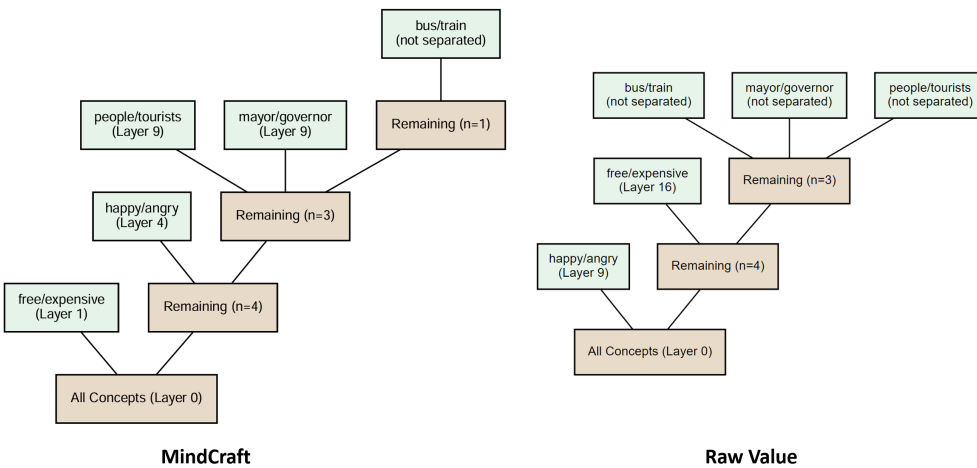 bus/train
(not separated)
people/tourists
(Layer 9)
mayor/governor
(Layer 9)
Remaining (n=1)
happy/angry
(Layer 4)
Remaining (n=3)
free/expensive
(Layer 1)
Remaining (n=4)
All Concepts (Layer 0)
MindCraft
bus/train
(not separated)
mayor/governor
(not separated)
people/tourists
(not separated)
free/expensive
(Layer 16)
Remaining (n=3)
happy/angry
(Layer 9)
Remaining (n=4)
All Concepts (Layer 0)
Raw Value